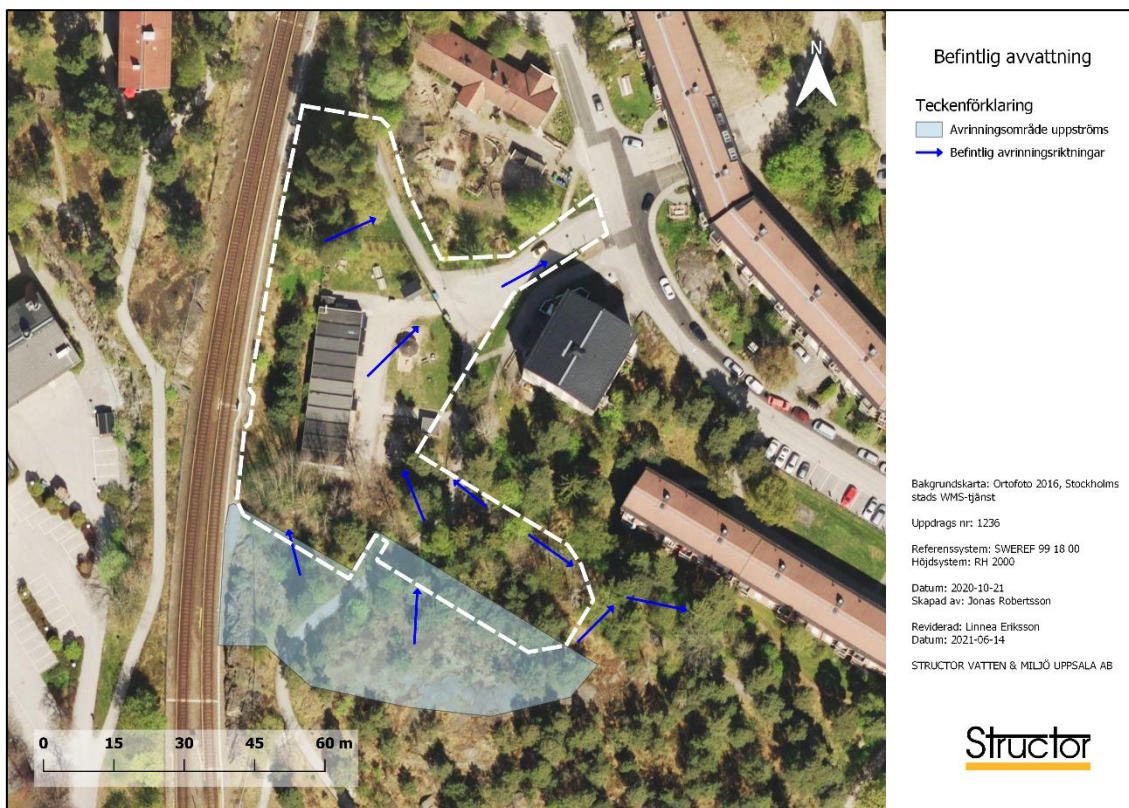 N
Befintlig avvattning
Teckenförklaring
Avrinningsområde uppströms
Befintlig avrinningsriktningar
Bakgrundskarta: Ortofoto 2016, Stockholms
stads WMS-tjänst
Uppdrags nr: 1236
Referenssystem: SWEREF 99 18 00
Höjdsystem: RH 2000
Datum: 2020-10-21
Skapad av: Jonas Robertsson
Reviderad: Linnea Eriksson
Datum: 2021-06-14
STRUCTOR VATTEN & MILJÖ UPPSALA AB
0 15 30 45 60 m
Structor